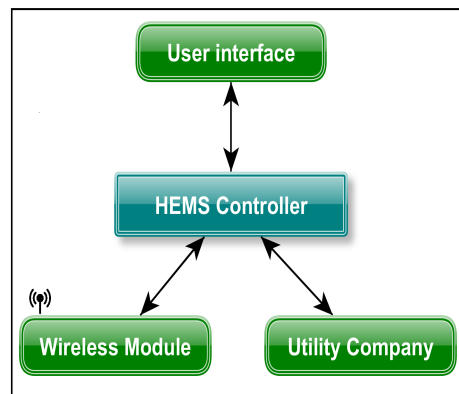 User interface
HEMS Controller
Wireless Module
Utility Company